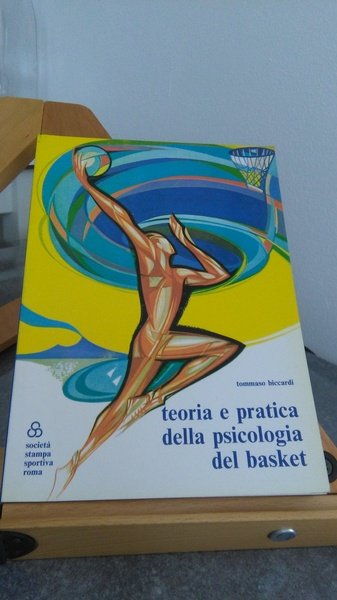 tommaso biccardi
teoria e pratica
della psicologia
del basket
società
stampa
sportiva
roma